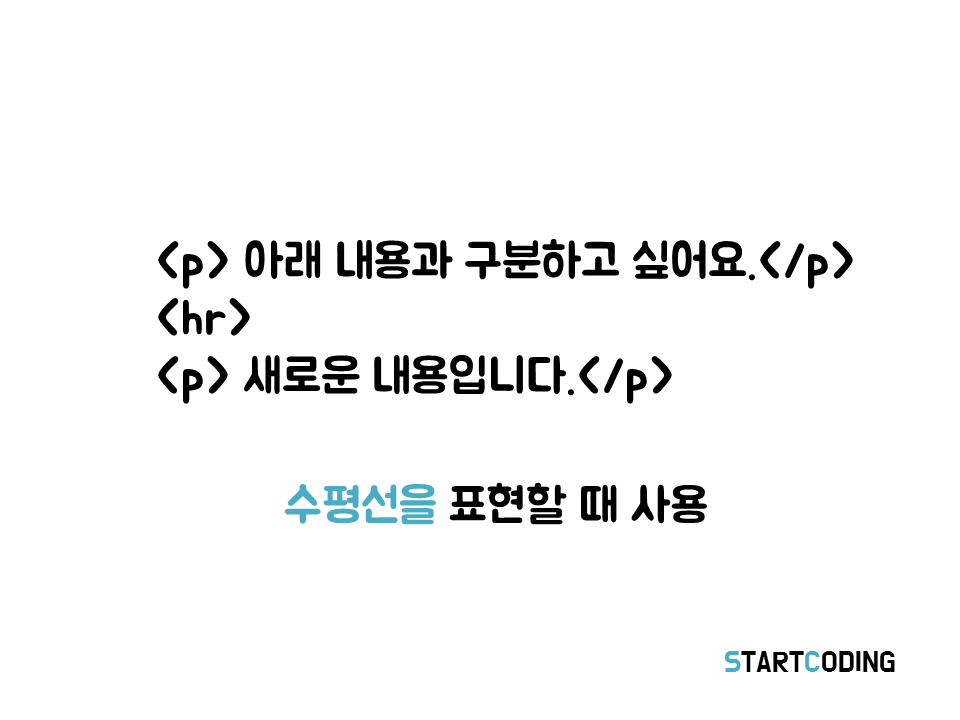 <p> 아래 내용과 구분하고 싶어요.</p>
<hr>
<p> 새로운 내용입니다.</p>
수평선을 표현할 때 사용
STARTCODING